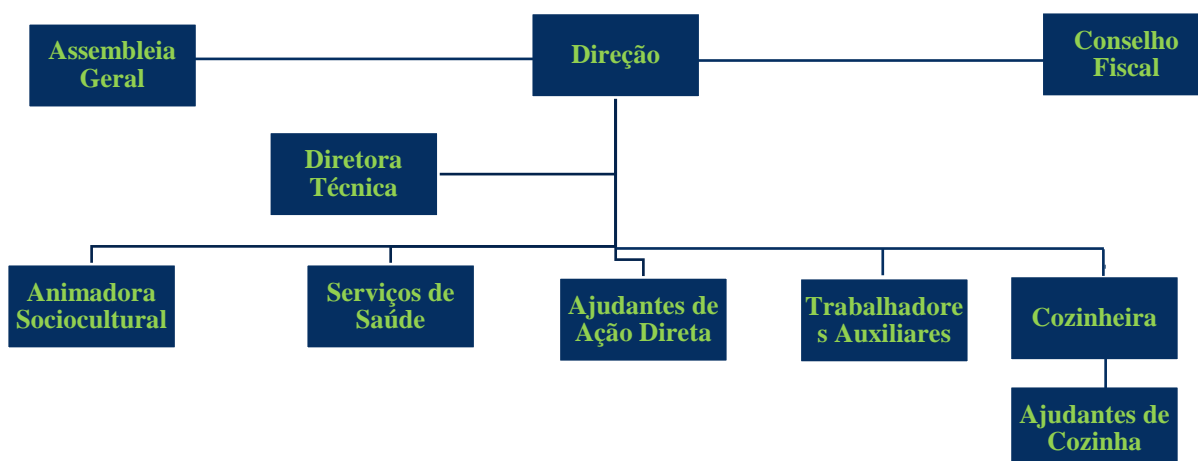 Assembleia
Geral
Direção
Conselho
Fiscal
Diretora
Técnica
Animadora
Sociocultural
Serviços de
Saúde
Ajudantes de
Ação Direta
Trabalhadore
s Auxiliares
Cozinheira
Ajudantes de
Cozinha